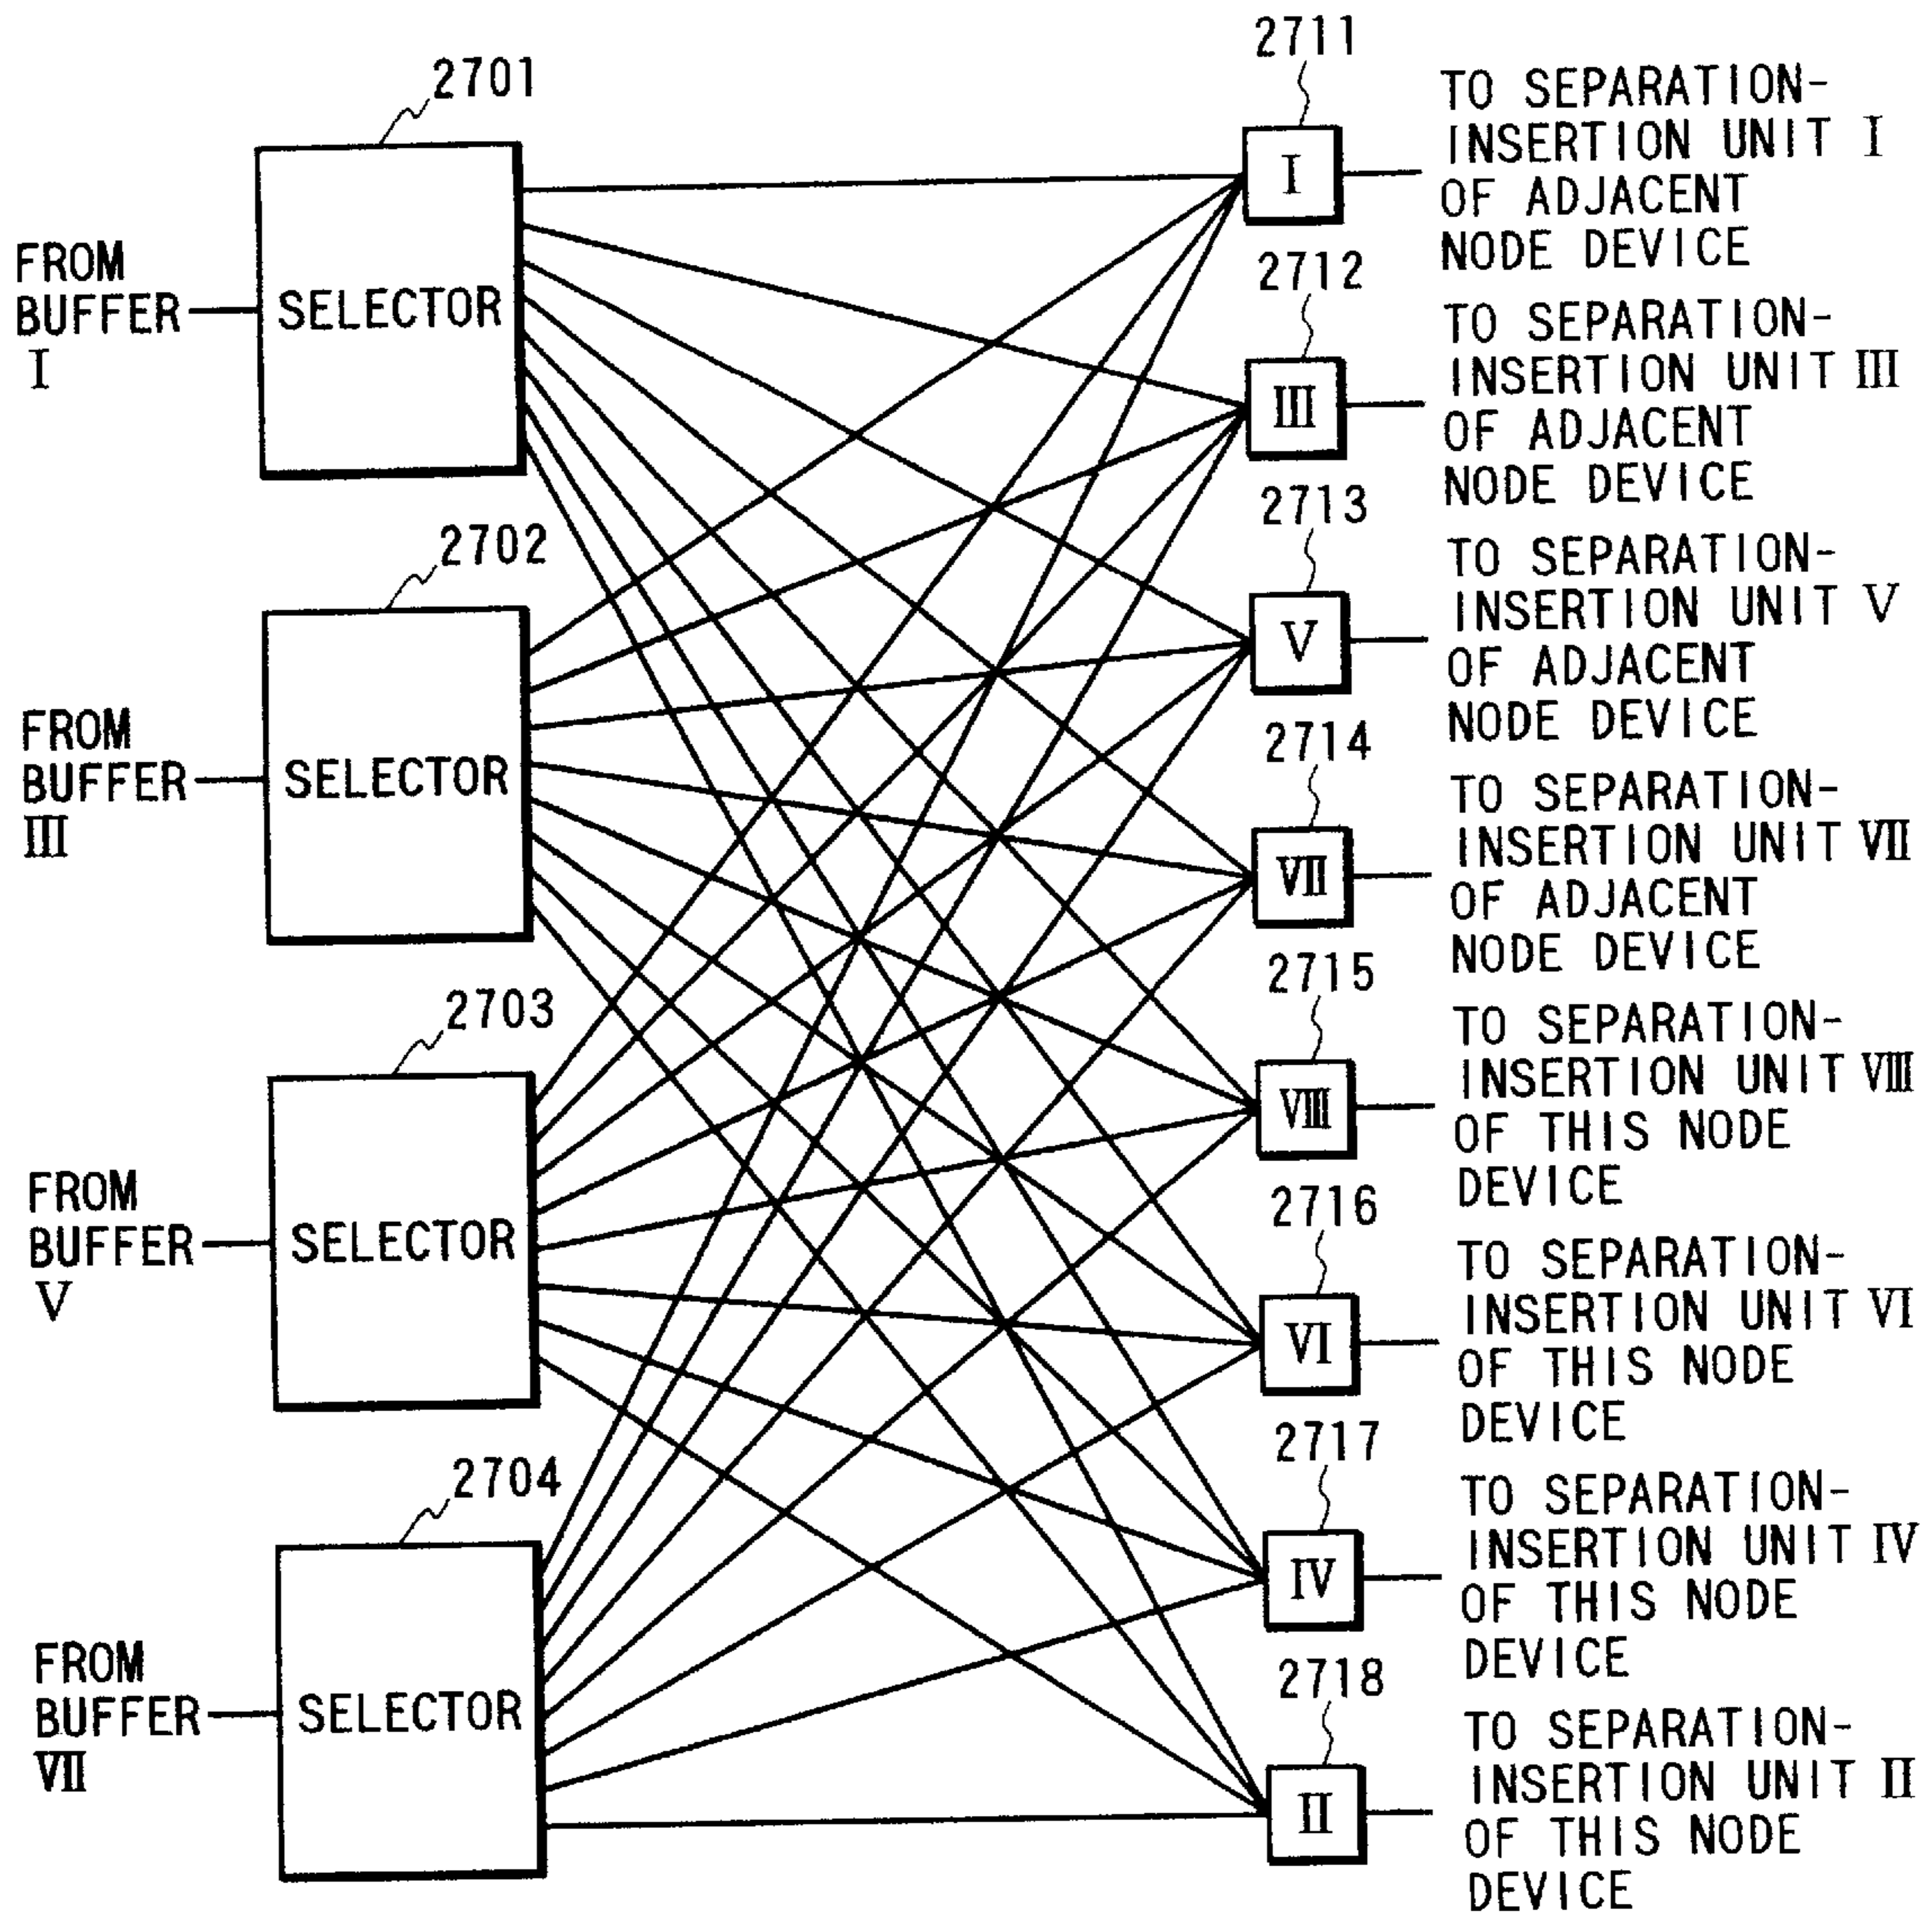 2701
FROM
BUFFER
I
SELECTOR
2702
FROM
BUFFER
III
SELECTOR
2703
FROM
BUFFER
V
SELECTOR
2704
FROM
BUFFER
VII
SELECTOR
2711
I
TO SEPARATION-
INSERTION UNIT I
OF ADJACENT
NODE DEVICE
2712
III
TO SEPARATION-
INSERTION UNIT III
OF ADJACENT
NODE DEVICE
2713
V
TO SEPARATION-
INSERTION UNIT V
OF ADJACENT
NODE DEVICE
2714
VII
TO SEPARATION-
INSERTION UNIT VII
OF ADJACENT
NODE DEVICE
2715
VIII
TO SEPARATION-
INSERTION UNIT VIII
OF THIS NODE
DEVICE
2716
VI
TO SEPARATION-
INSERTION UNIT VI
OF THIS NODE
DEVICE
2717
IV
TO SEPARATION-
INSERTION UNIT IV
OF THIS NODE
DEVICE
2718
II
TO SEPARATION-
INSERTION UNIT II
OF THIS NODE
DEVICE